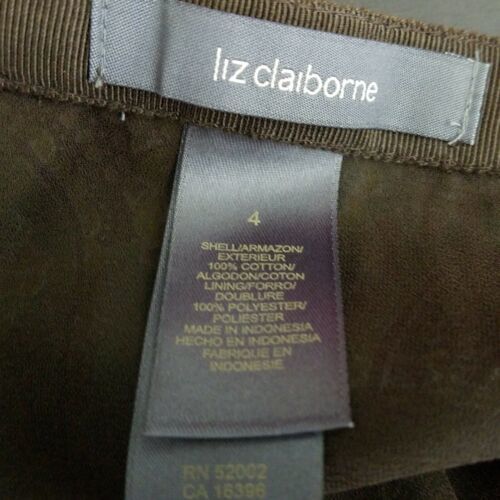 liz claiborne
4
SHELL/ARMAZON/
EXTERIEUR
100% COTTON/
ALGODON/COTON
LINING/FORRO/
DOUBLURE
100% POLYESTER/
POLIESTER
MADE IN INDONESIA
HECHO EN INDONESIA
FABRIQUE EN
INDONESIE
RN 52002
CA 16396